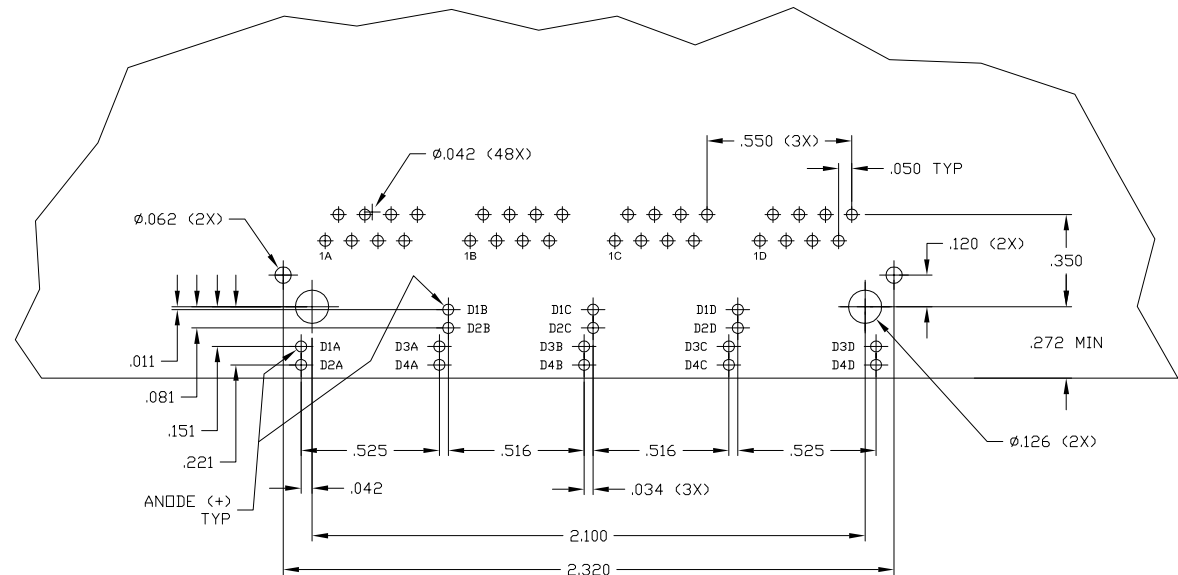 .550 (3X)
Ø.042 (48X)
.050 TYP
Ø.062 (2X)
.120 (2X)
1A
1B
1C
1D
.350
D1B
D1C
D1D
D2B
D2C
D2D
.272 MIN
.011
D1A
D3A
D3B
D3C
D3D
D2A
D4A
D4B
D4C
D4D
.081
.151
Ø.126 (2X)
.525
.516
.516
.525
.221
.042
.034 (3X)
ANODE (+)
TYP
2.100
2.320